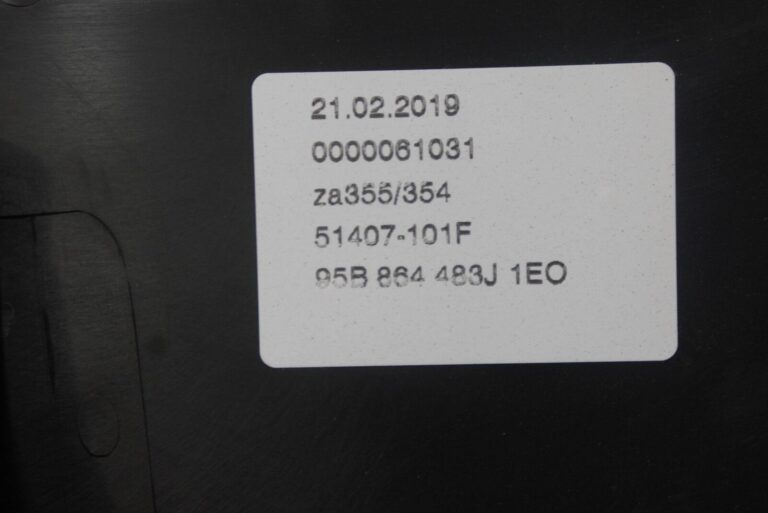 21.02.2019
0000061031
za355/354
51407-101F
95B 864 483J 1EO